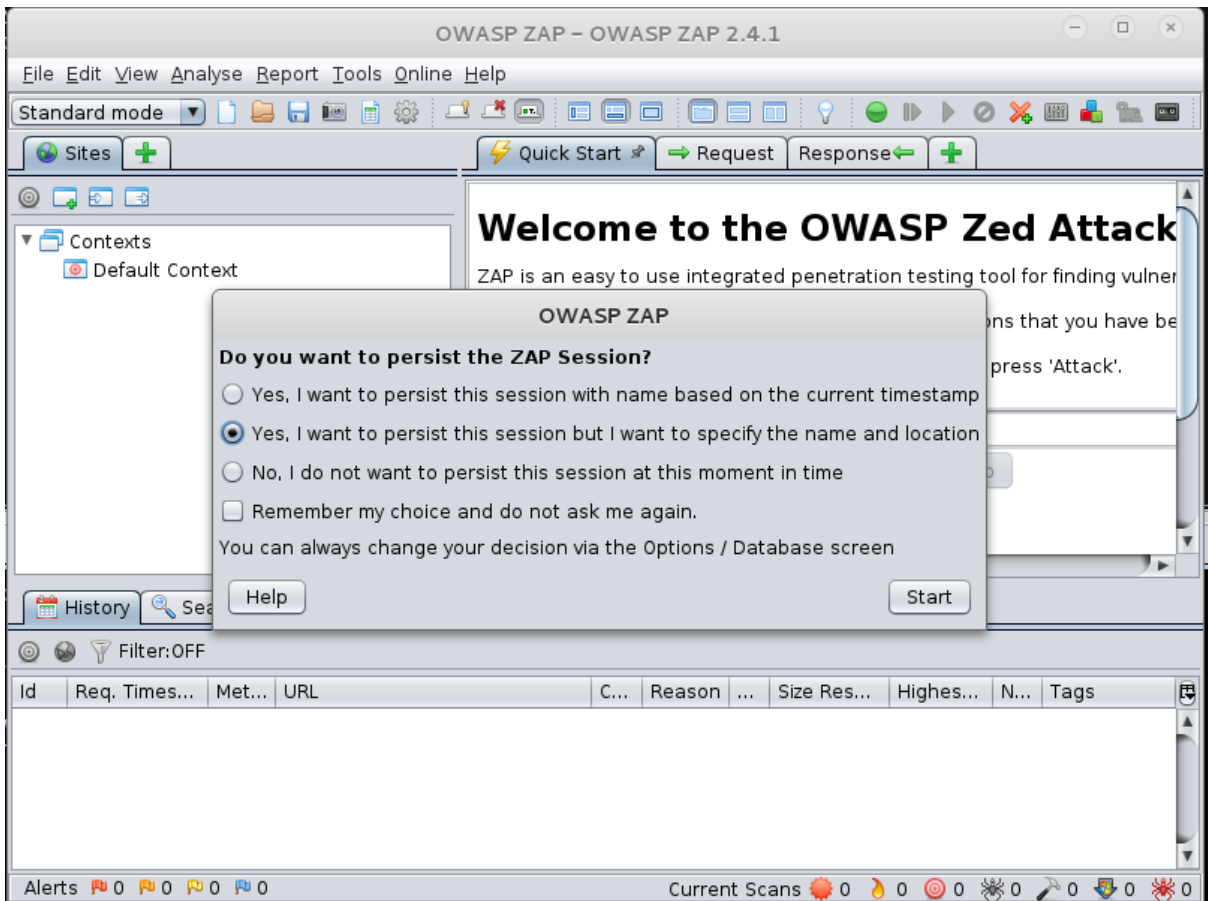 OWASP ZAP – OWASP ZAP 2.4.1
File Edit View Analyse Report Tools Online Help
Standard mode
Sites
Quick Start Request Response
Contexts
Default Context
Welcome to the OWASP Zed Attack
ZAP is an easy to use integrated penetration testing tool for finding vulner
ons that you have be
press 'Attack'.
OWASP ZAP
Do you want to persist the ZAP Session?
Yes, I want to persist this session with name based on the current timestamp
Yes, I want to persist this session but I want to specify the name and location
No, I do not want to persist this session at this moment in time
Remember my choice and do not ask me again.
You can always change your decision via the Options / Database screen
Help Start
History Sea
Filter:OFF
Id Req. Times... Met... URL C... Reason ... Size Res... Highes... N... Tags
Alerts 0 0 0 0 Current Scans 0 0 0 0 0 0 0